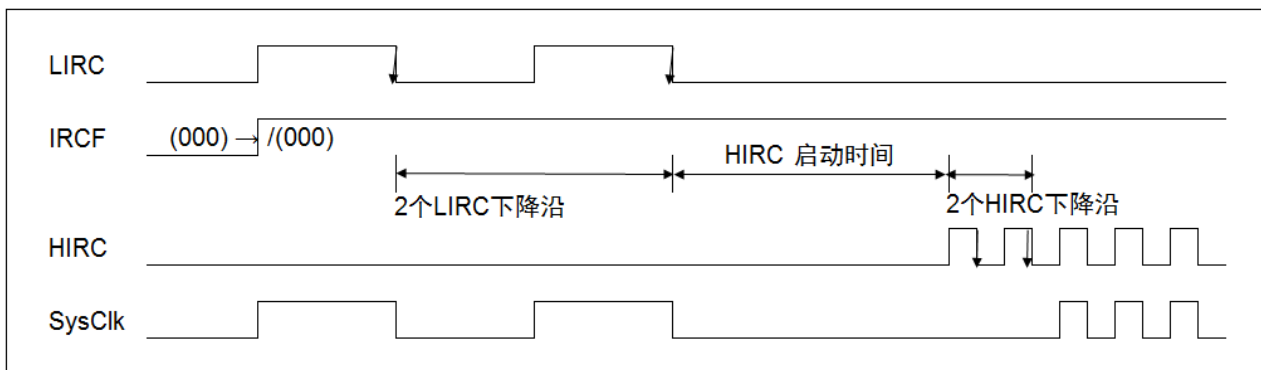 LIRC
IRCF (000) → /(000)
HIRC 启动时间
2个LIRC下降沿 2个HIRC下降沿
HIRC
SysClk